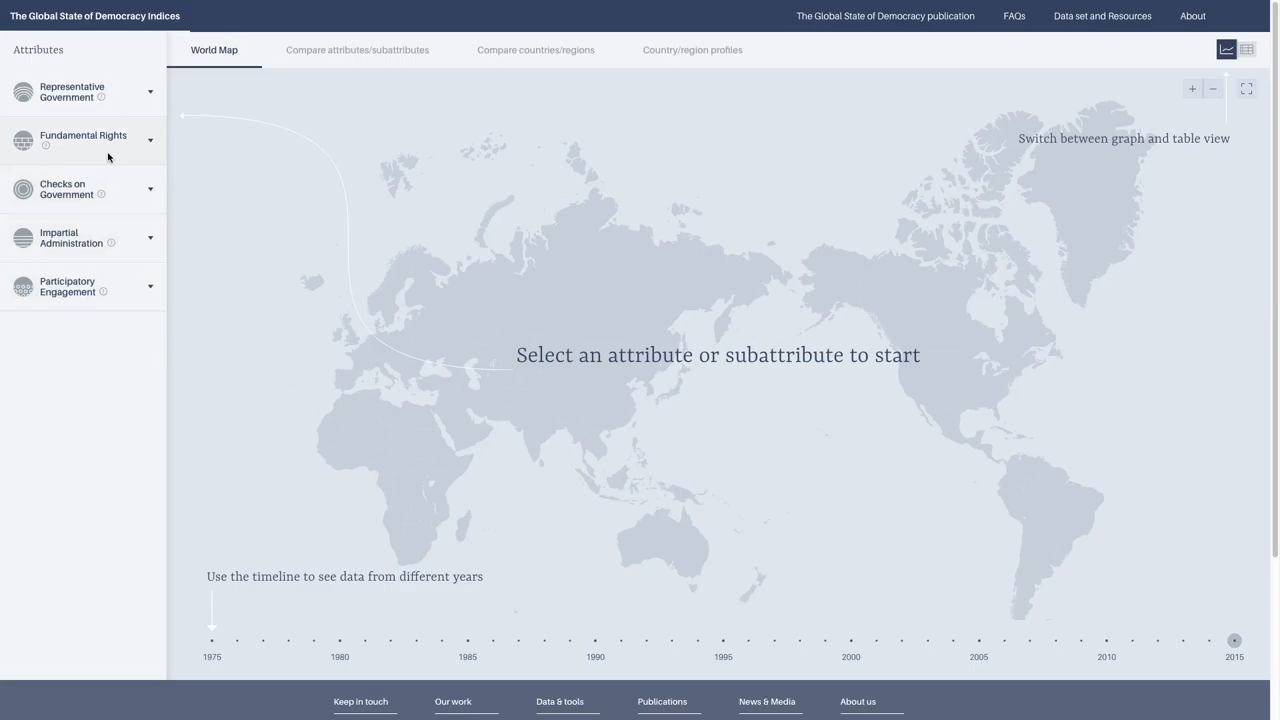 The Global State of Democracy Indices
The Global State of Democracy publication
FAQs
Data set and Resources
About
Attributes
World Map
Compare attributes/subattributes
Compare countries/regions
Country/region profiles
Representative
Government
Fundamental Rights
Checks on
Government
Impartial
Administration
Participatory
Engagement
Switch between graph and table view
Select an attribute or subattribute to start
Use the timeline to see data from different years
1975
1980
1985
1990
1995
2000
2005
2010
2015
Keep in touch
Our work
Data & tools
Publications
News & Media
About us